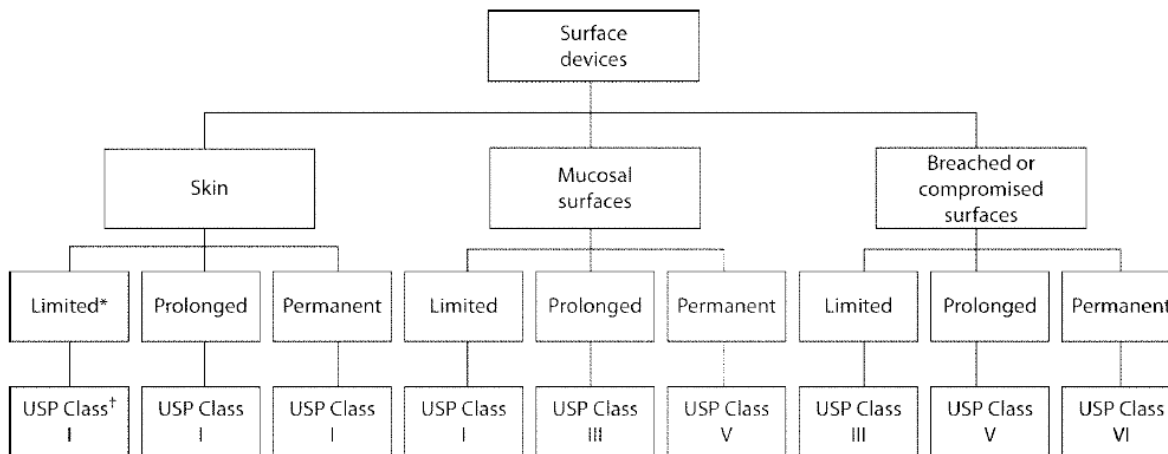 Surface
devices
Skin
Mucosal
surfaces
Breached or
compromised
surfaces
Limited*
Prolonged
Permanent
Limited
Prolonged
Permanent
Limited
Prolonged
Permanent
USP Class†
I
USP Class
I
USP Class
I
USP Class
I
USP Class
III
USP Class
V
USP Class
III
USP Class
V
USP Class
VI